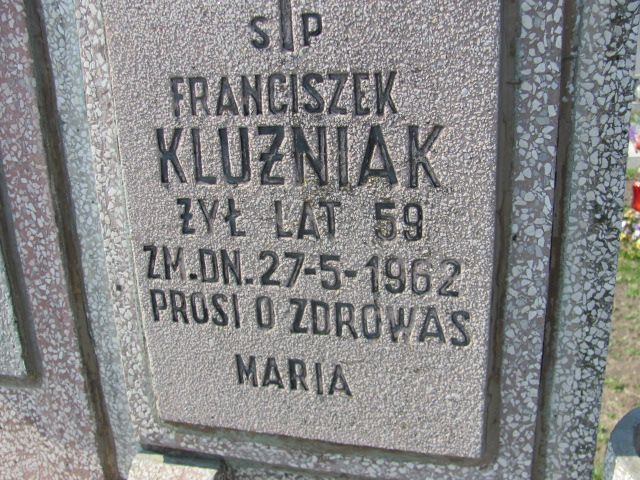 S P
FRANCISZEK
KLUŹNIAK
ŻYŁ LAT 59
ZM.DN.27-5-1962
PROSI O ZDROWAŚ
MARIA